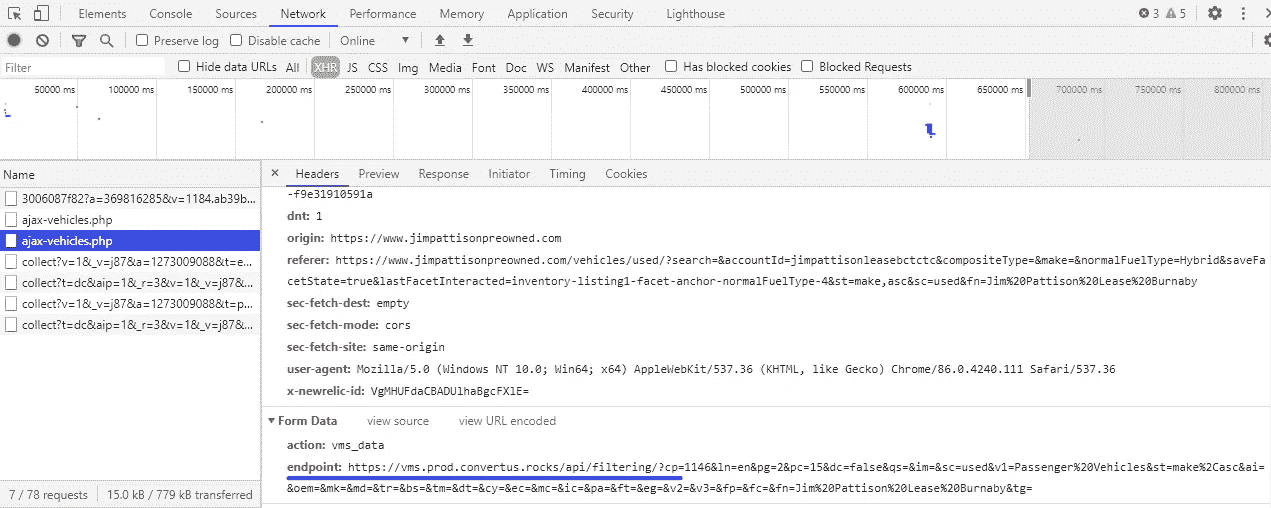 Elements Console Sources Network Performance Memory Application Security Lighthouse 3 5
Preserve log Disable cache Online
Filter Hide data URLs All XHR JS CSS Img Media Font Doc WS Manifest Other Has blocked cookies Blocked Requests
50000 ms 100000 ms 150000 ms 200000 ms 250000 ms 300000 ms 350000 ms 400000 ms 450000 ms 500000 ms 550000 ms 600000 ms 650000 ms 700000 ms 750000 ms 800000 ms
Name
3006087f82?a=369816285&v=1184.ab39b...
ajax-vehicles.php
ajax-vehicles.php
collect?v=1&_v=j87&a=1273009088&t=e...
collect?t=dc&aip=1&_r=3&v=1&_v=j87&...
collect?v=1&_v=j87&a=1273009088&t=p...
collect?t=dc&aip=1&_r=3&v=1&_v=j87&...
7 / 78 requests 15.0 kB / 779 kB transferred
× Headers Preview Response Initiator Timing Cookies
-f9e31910591a
dnt: 1
origin: https://www.jimpattisonpreowned.com
referer: https://www.jimpattisonpreowned.com/vehicles/used/?search=&accountId=jimpattisonleasebctctc&compositeType=&make=&normalFuelType=Hybrid&saveFa
cetState=true&lastFacetInteracted=inventory-listing1-facet-anchor-normalFuelType-4&st=make,asc&sc=used&fn=Jim%20Pattison%20Lease%20Burnaby
sec-fetch-dest: empty
sec-fetch-mode: cors
sec-fetch-site: same-origin
user-agent: Mozilla/5.0 (Windows NT 10.0; Win64; x64) AppleWebKit/537.36 (KHTML, like Gecko) Chrome/86.0.4240.111 Safari/537.36
x-newrelic-id: VgMHUFdaCBADUlhaBgcFXlE=
Form Data view source view URL encoded
action: vms_data
endpoint: https://vms.prod.convertus.rocks/api/filtering/?cp=1146&ln=en&pg=2&pc=15&dc=false&qs=&im=&sc=used&v1=Passenger%20Vehicles&st=make%2Casc&ai=
&oem=&mk=&md=&tr=&bs=&tm=&dt=&cy=&ec=&mc=&ic=&pa=&ft=&eg=&v2=&v3=&fp=&fc=&fn=Jim%20Pattison%20Lease%20Burnaby&tg=